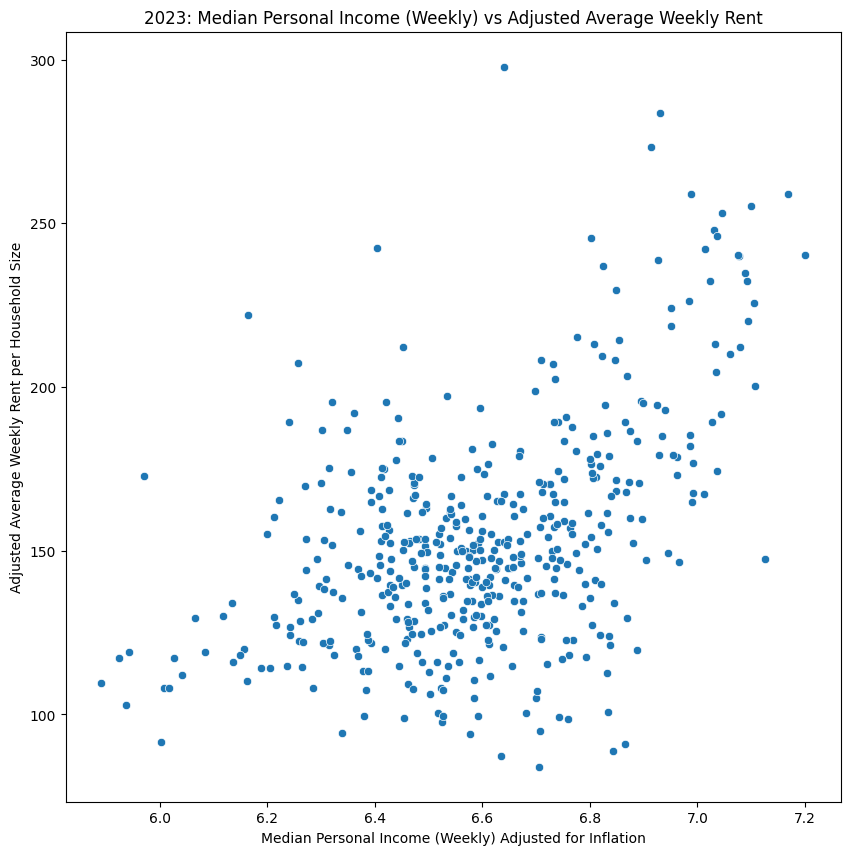 2023: Median Personal Income (Weekly) vs Adjusted Average Weekly Rent
300
250
200
150
100
Adjusted Average Weekly Rent per Household Size
6.0 6.2 6.4 6.6 6.8 7.0 7.2
Median Personal Income (Weekly) Adjusted for Inflation